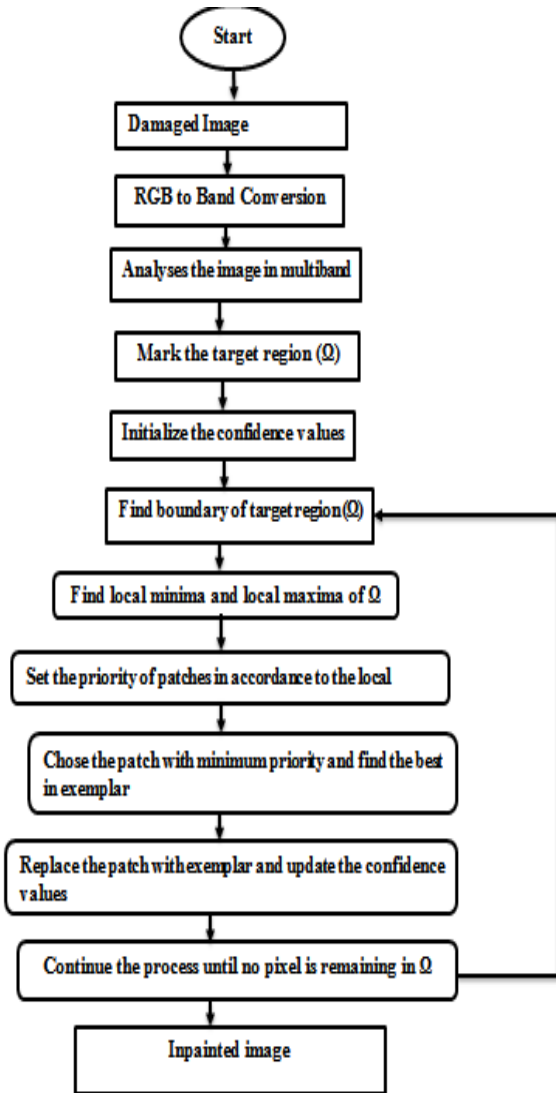 Start
Damaged Image
RGB to Band Conversion
Analyses the image in multiband
Mark the target region (Ω)
Initialize the confidence values
Find boundary of target region (Ω)
Find local minima and local maxima of Ω
Set the priority of patches in accordance to the local
Chose the patch with minimum priority and find the best
in exemplar
Replace the patch with exemplar and update the confidence
values
Continue the process until no pixel is remaining in Ω
Inpainted image